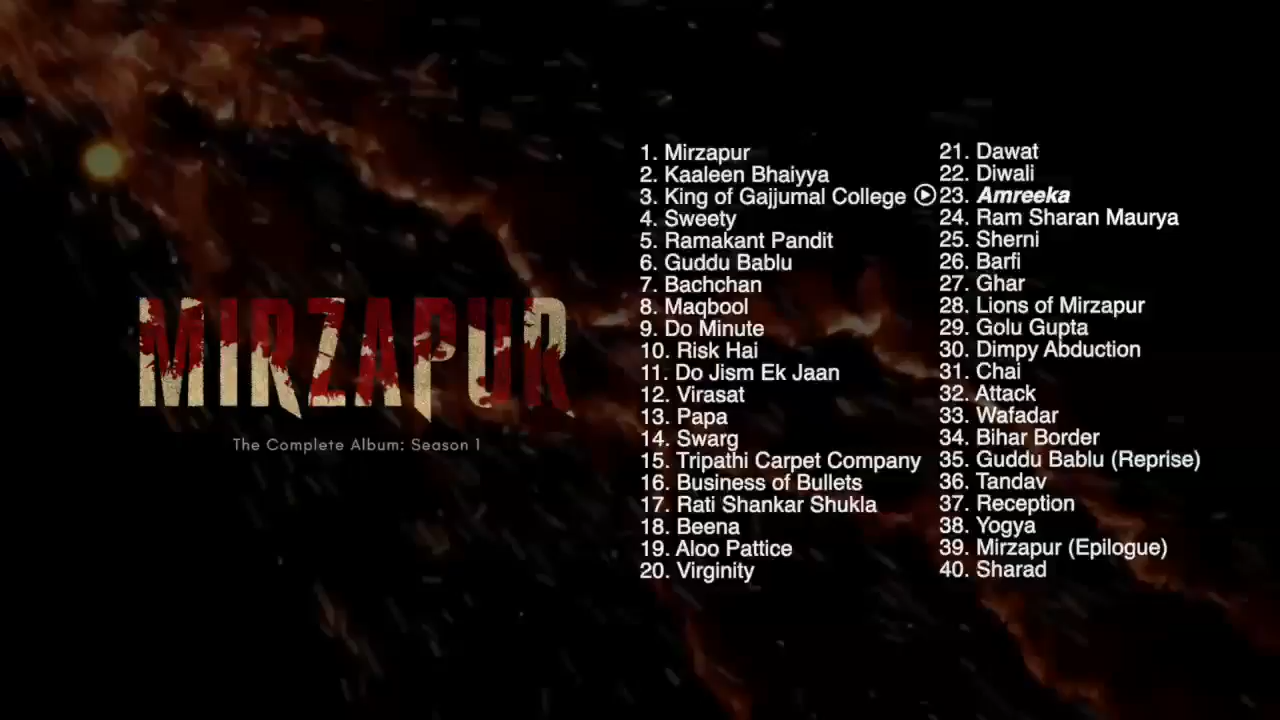 MIRZAPUR
The Complete Album: Season 1
1. Mirzapur
2. Kaaleen Bhaiyya
3. King of Gajjumal College
4. Sweety
5. Ramakant Pandit
6. Guddu Bablu
7. Bachchan
8. Maqbool
9. Do Minute
10. Risk Hai
11. Do Jism Ek Jaan
12. Virasat
13. Papa
14. Swarg
15. Tripathi Carpet Company
16. Business of Bullets
17. Rati Shankar Shukla
18. Beena
19. Aloo Pattice
20. Virginity
21. Dawat
22. Diwali
23. Amreeka
24. Ram Sharan Maurya
25. Sherni
26. Barfi
27. Ghar
28. Lions of Mirzapur
29. Golu Gupta
30. Dimpy Abduction
31. Chai
32. Attack
33. Wafadar
34. Bihar Border
35. Guddu Bablu (Reprise)
36. Tandav
37. Reception
38. Yogya
39. Mirzapur (Epilogue)
40. Sharad